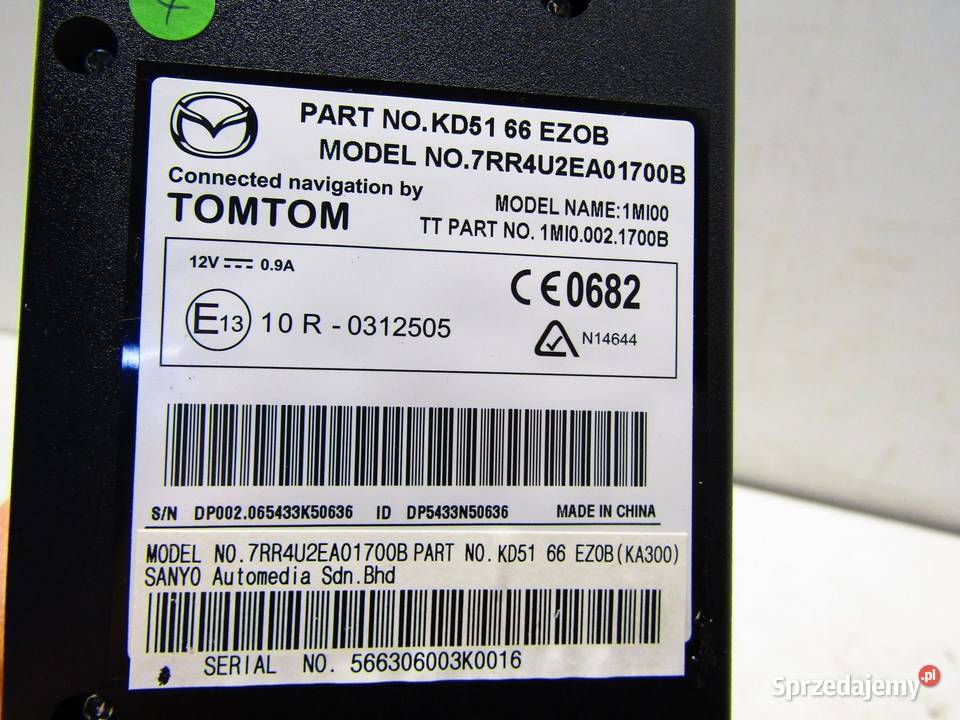 PART NO.KD51 66 EZOB
MODEL NO.7RR4U2EA01700B
Connected navigation by
TOMTOM
MODEL NAME:1MI00
TT PART NO. 1MI0.002.1700B
12V 0.9A
CE0682
E13 10 R - 0312505
N14644
S/N DP002.065433K50636 ID DP5433N50636 MADE IN CHINA
MODEL NO.7RR4U2EA01700B PART NO. KD51 66 EZ0B(KA300)
SANYO Automedia Sdn.Bhd
SERIAL NO. 566306003K0016
Sprzedajemy.pl